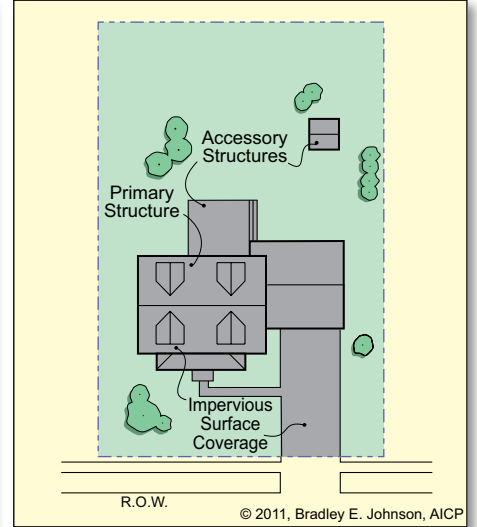 Accessory
Structures
Primary
Structure
Impervious
Surface
Coverage
R.O.W.
© 2011, Bradley E. Johnson, AICP